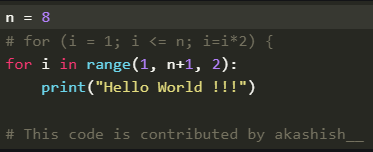 n = 8
# for (i = 1; i <= n; i=i*2) {
for i in range(1, n+1, 2):
    print("Hello World !!!")

# This code is contributed by akashish__